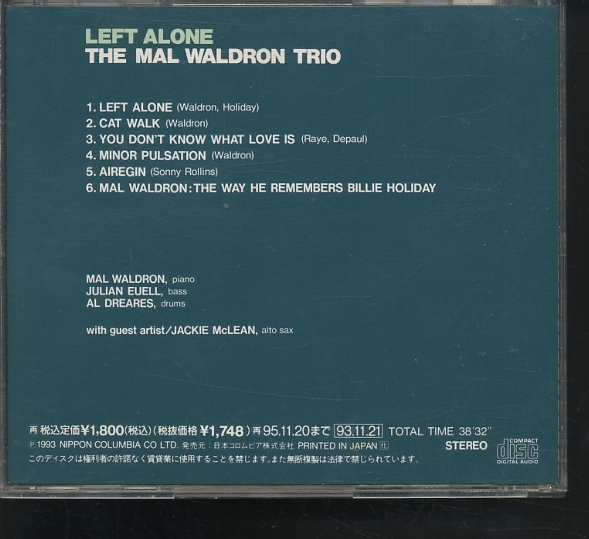 LEFT ALONE
THE MAL WALDRON TRIO
1. LEFT ALONE (Waldron, Holiday)
2. CAT WALK (Waldron)
3. YOU DON'T KNOW WHAT LOVE IS (Raye, Depaul)
4. MINOR PULSATION (Waldron)
5. AIREGIN (Sonny Rollins)
6. MAL WALDRON:THE WAY HE REMEMBERS BILLIE HOLIDAY
MAL WALDRON, piano
JULIAN EUELL, bass
AL DREARES, drums
with guest artist/JACKIE McLEAN, alto sax
再 税込定価¥1,800(税込)(税抜価格 ¥1,748)再 95.11.20まで 93.11.21 TOTAL TIME 38'32"
℗ 1993 NIPPON COLUMBIA CO LTD. 発売元:日本コロムビア株式会社 PRINTED IN JAPAN STEREO
このディスクは権利者の許諾なく賃貸業に使用することを禁じます。また無断複製は法律で禁じられています。
COMPACT
disc
DIGITAL AUDIO